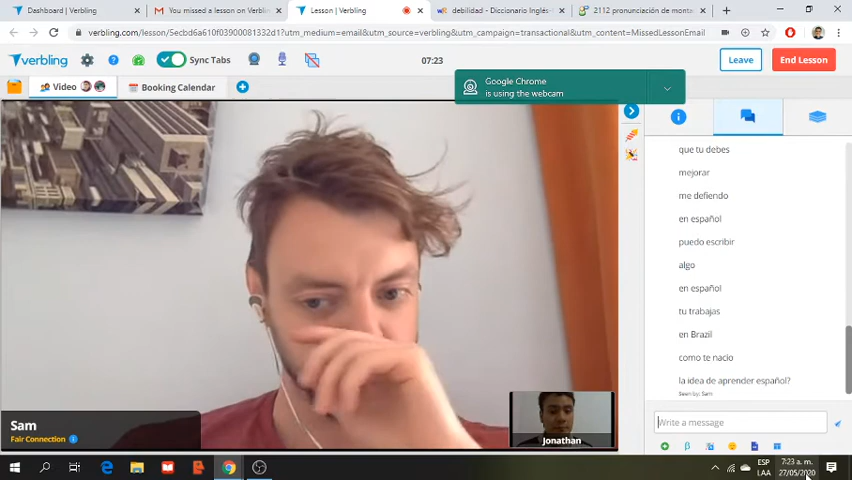 Dashboard | Verbling
You missed a lesson on Verblin
Lesson | Verbling
debilidad - Diccionario Inglés-
2112 pronunciación de monta
verbling.com/lesson/5ecbd6a610f0390081332d1?utm_medium=email&utm_source=verbling&utm_campaign=transactional&utm_content=MissedLessonEmail
verbling
Sync Tabs
07:23
Leave
End Lesson
Google Chrome
is using the webcam
Video
Booking Calendar
que tu debes
mejorar
me defiendo
en español
puedo escribir
algo
en español
tu trabajas
en Brazil
como te nacio
la idea de aprender español?
Seen by: Sam
Write a message
Sam
Fair Connection
Jonathan
ESP
LAA
7:23 a. m.
27/05/2020